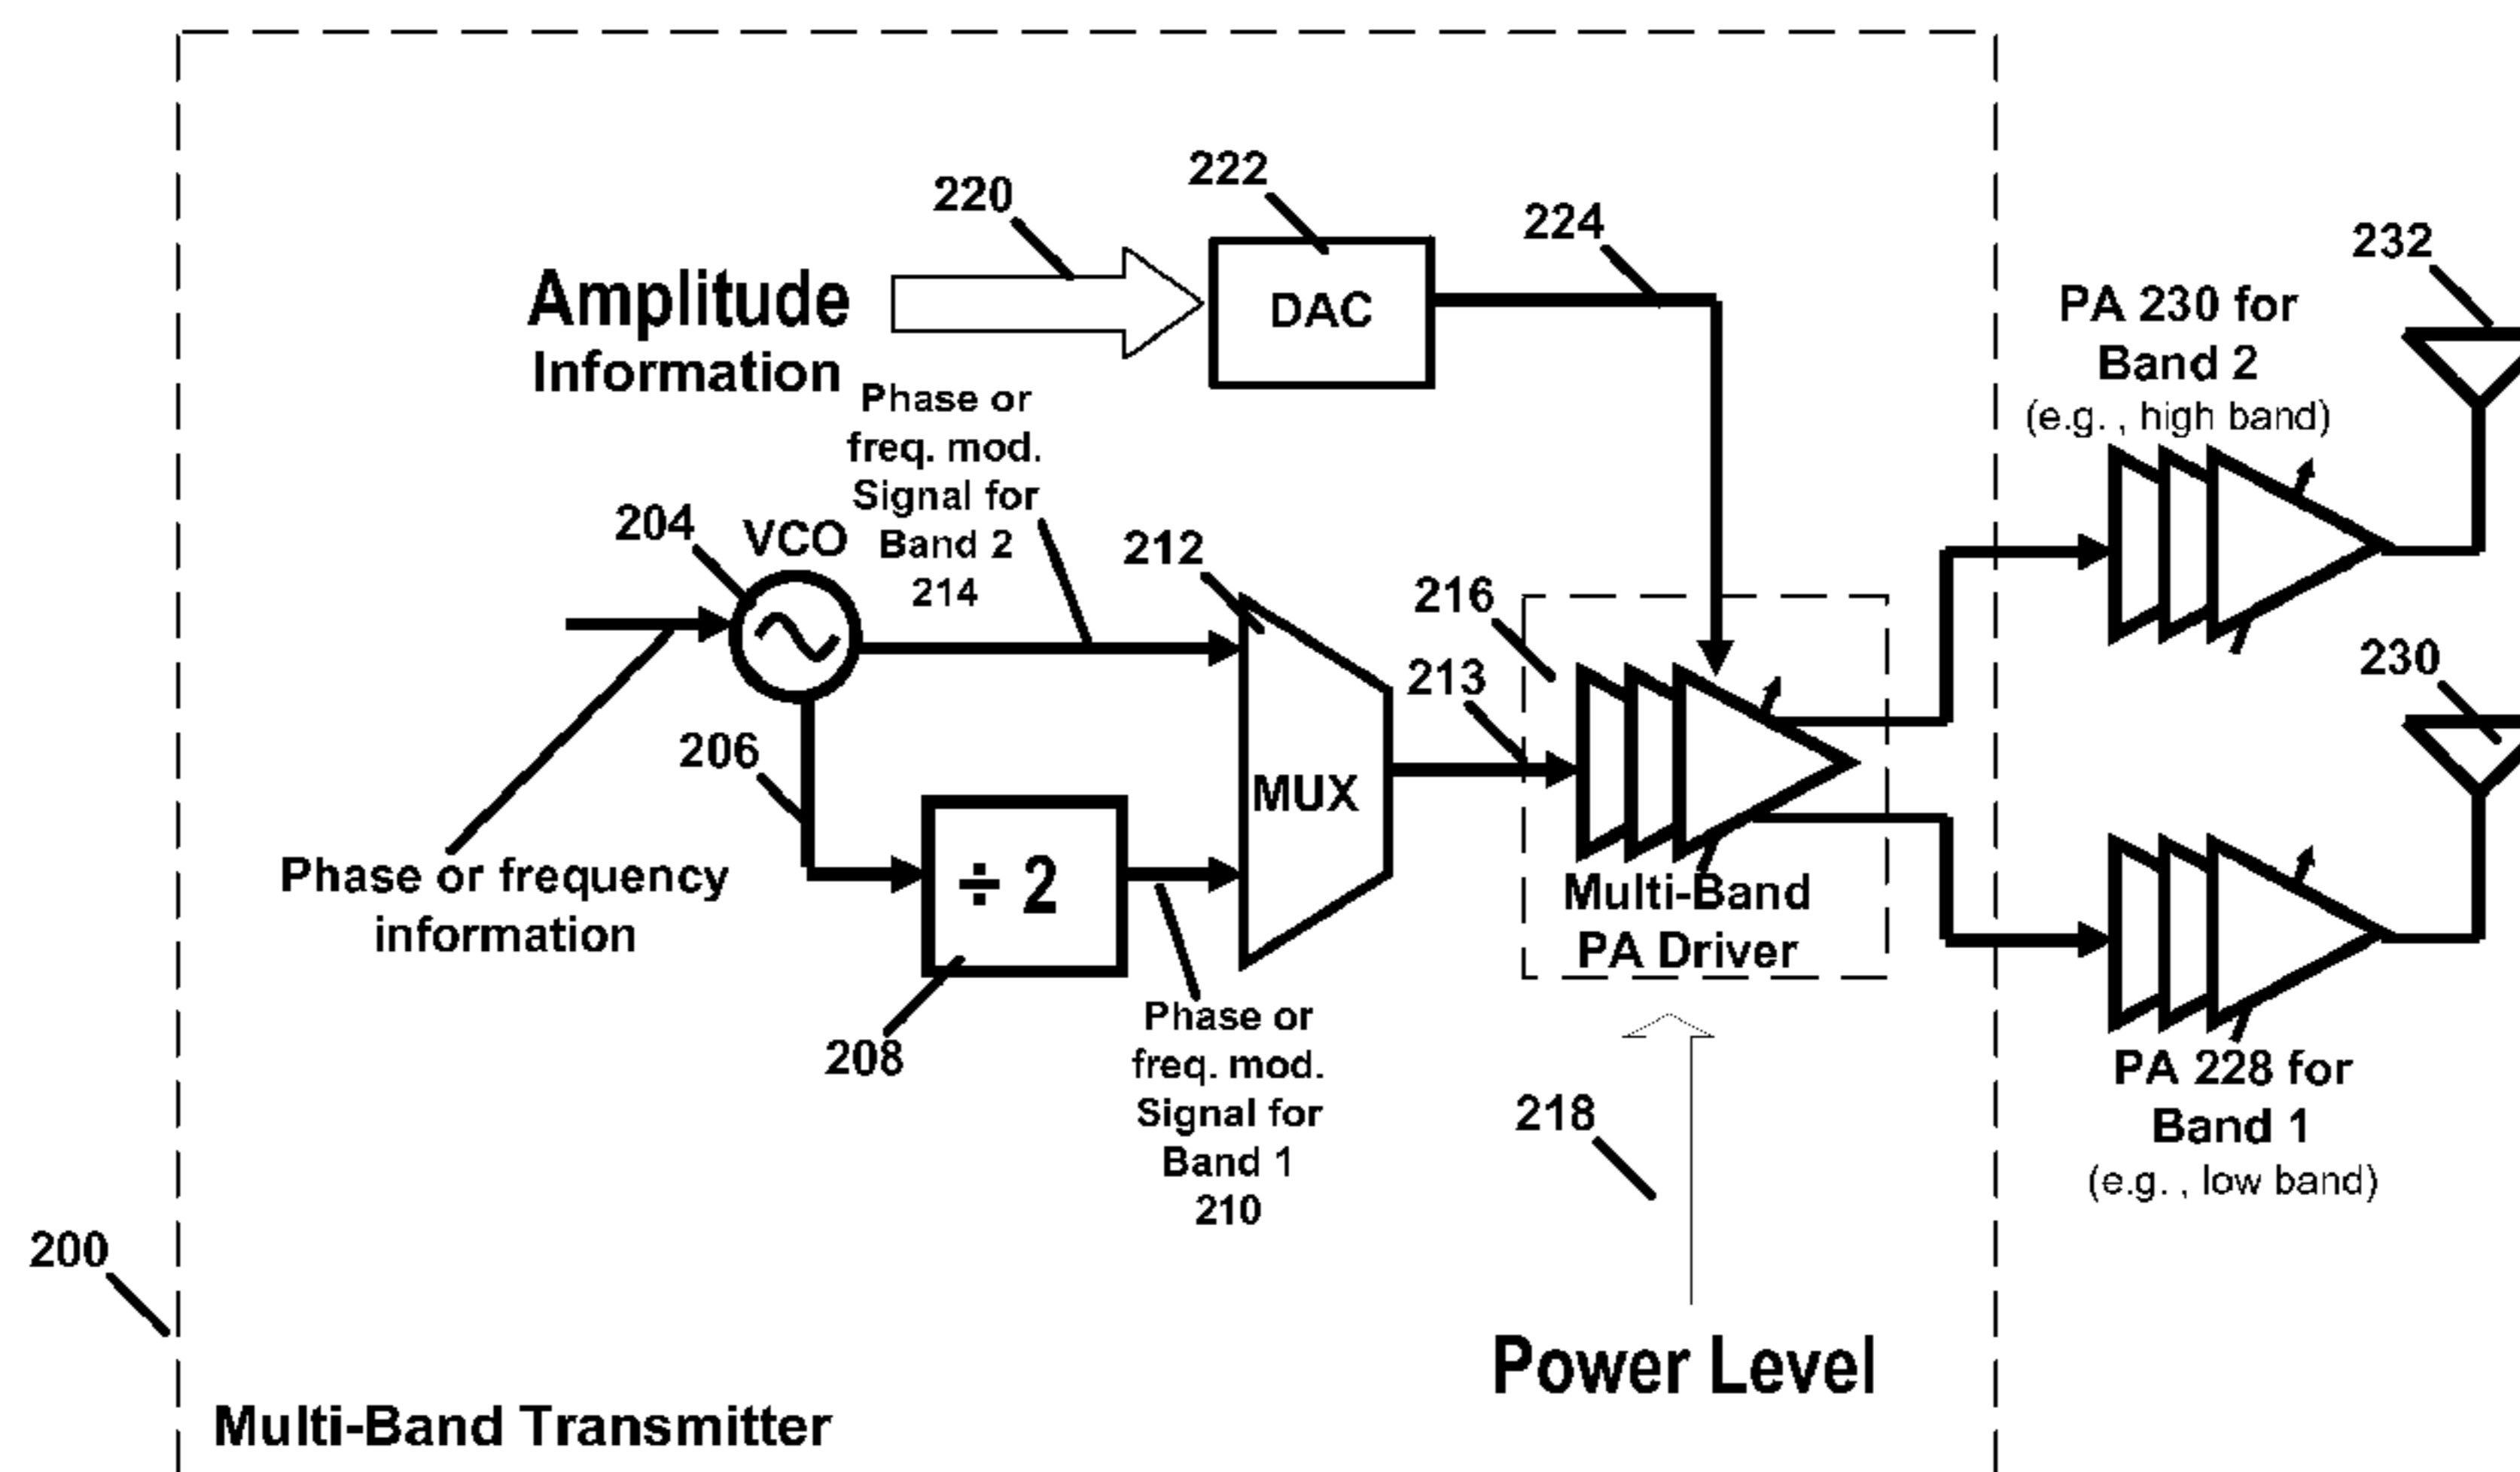 222
220
224
232
Amplitude
Information
DAC
PA 230 for
Band 2
(e.g. , high band)
Phase or
freq. mod.
Signal for
Band 2
214
204
VCO
212
216
213
230
206
MUX
Phase or frequency
information
÷ 2
Multi-Band
PA Driver
208
Phase or
freq. mod.
Signal for
Band 1
210
218
PA 228 for
Band 1
(e.g. , low band)
200
Power Level
Multi-Band Transmitter